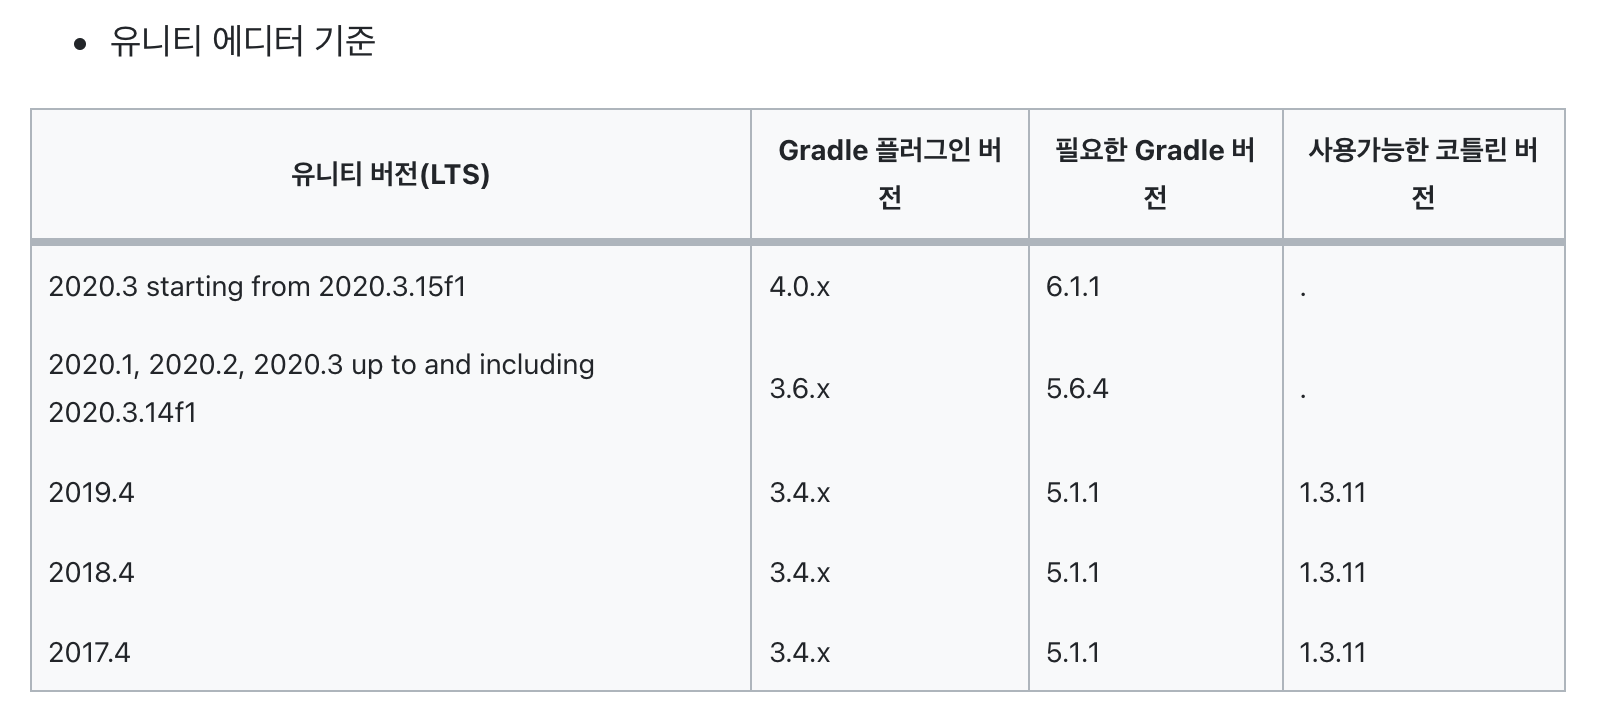 • 유니티 에디터 기준
유니티 버전(LTS) Gradle 플러그인 버전 필요한 Gradle 버전 사용가능한 코틀린 버전
2020.3 starting from 2020.3.15f1 4.0.x 6.1.1 .
2020.1, 2020.2, 2020.3 up to and including
2020.3.14f1 3.6.x 5.6.4 .
2019.4 3.4.x 5.1.1 1.3.11
2018.4 3.4.x 5.1.1 1.3.11
2017.4 3.4.x 5.1.1 1.3.11